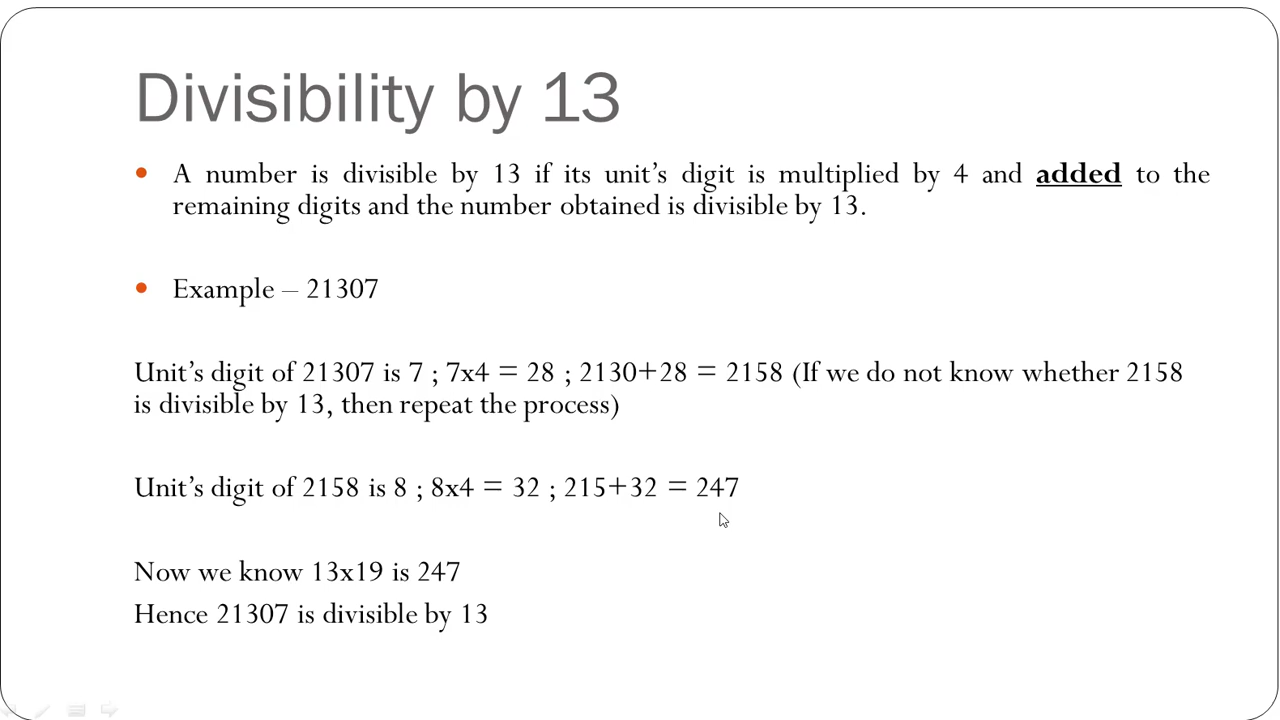 Divisibility by 13
• A number is divisible by 13 if its unit's digit is multiplied by 4 and added to the
remaining digits and the number obtained is divisible by 13.
• Example – 21307
Unit's digit of 21307 is 7 ; 7x4 = 28 ; 2130+28 = 2158 (If we do not know whether 2158
is divisible by 13, then repeat the process)
Unit's digit of 2158 is 8 ; 8x4 = 32 ; 215+32 = 247
Now we know 13x19 is 247
Hence 21307 is divisible by 13